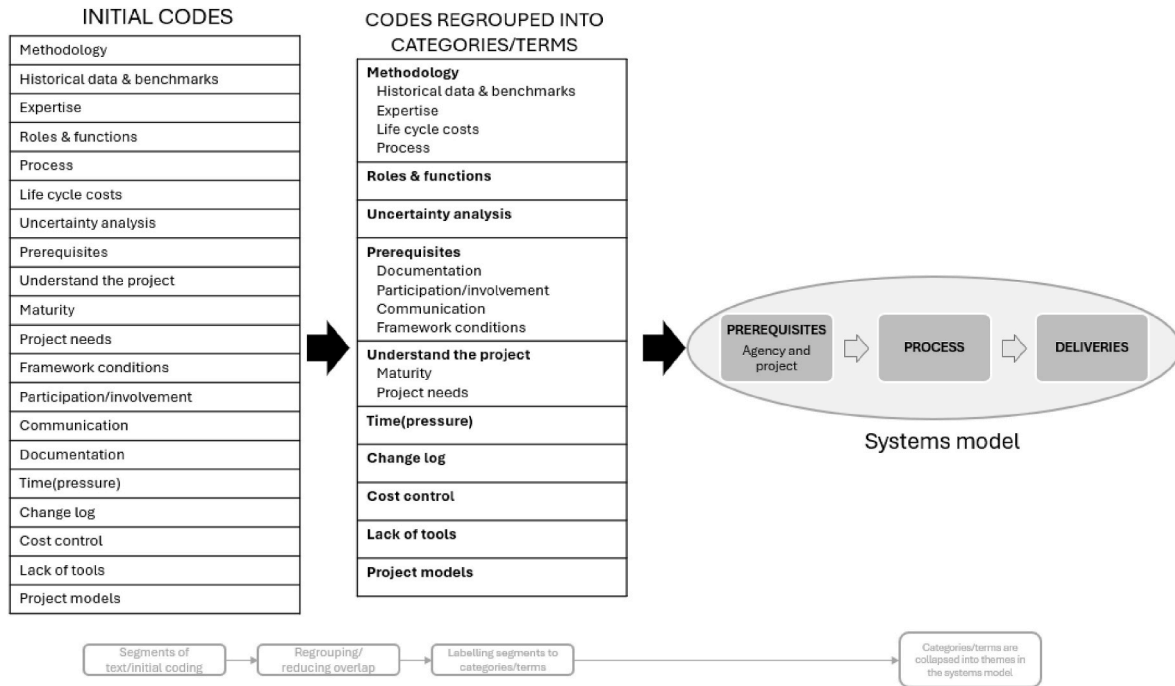 INITIAL CODES
Methodology
Historical data & benchmarks
Expertise
Roles & functions
Process
Life cycle costs
Uncertainty analysis
Prerequisites
Understand the project
Maturity
Project needs
Framework conditions
Participation/involvement
Communication
Documentation
Time(pressure)
Change log
Cost control
Lack of tools
Project models
CODES REGROUPED INTO
CATEGORIES/TERMS
Methodology
Historical data & benchmarks
Expertise
Life cycle costs
Process
Roles & functions
Uncertainty analysis
Prerequisites
Documentation
Participation/involvement
Communication
Framework conditions
Understand the project
Maturity
Project needs
Time(pressure)
Change log
Cost control
Lack of tools
Project models
PREREQUISITES
Agency and
project
PROCESS
DELIVERIES
Systems model
Segments of
text/initial coding
Regrouping/
reducing overlap
Labelling segments to
categories/terms
Categories/terms are
collapsed into themes in
the systems model